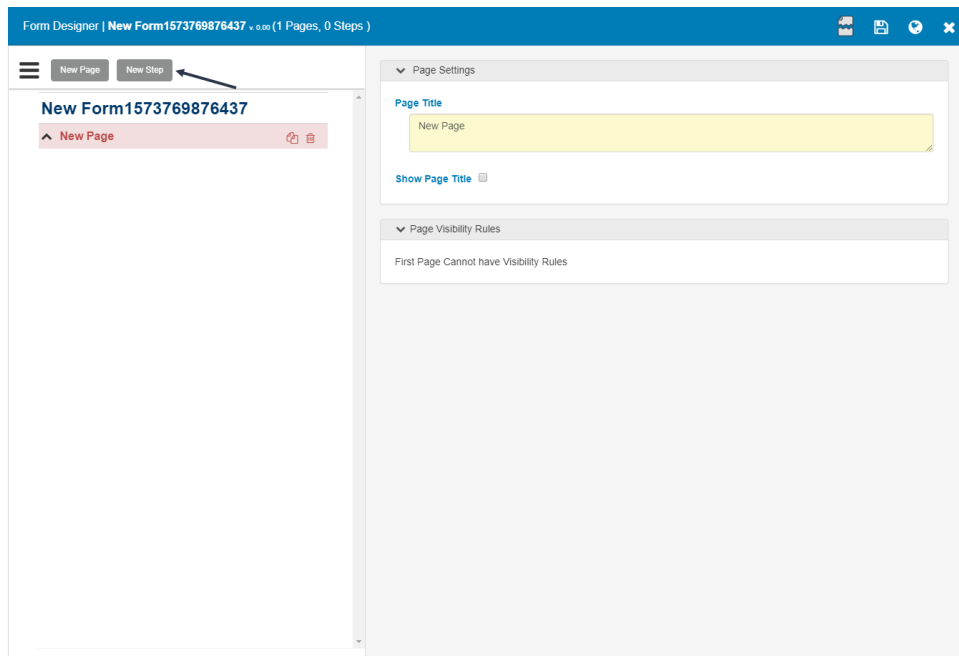 Form Designer | New Form1573769876437 v. 0.00 (1 Pages, 0 Steps )
New Page
New Step
New Form1573769876437
New Page
Page Settings
Page Title
New Page
Show Page Title
Page Visibility Rules
First Page Cannot have Visibility Rules